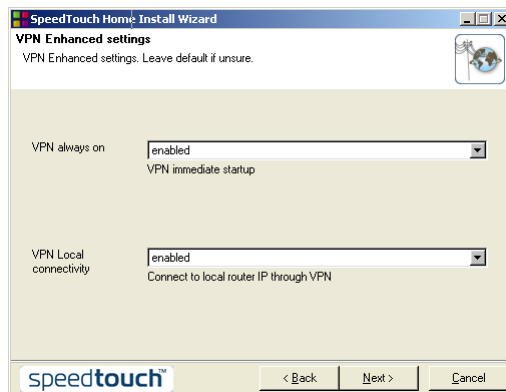 SpeedTouch Home Install Wizard
VPN Enhanced settings
VPN Enhanced settings. Leave default if unsure.
VPN always on
enabled
VPN immediate startup
VPN Local
connectivity
enabled
Connect to local router IP through VPN
speedtouch™
< Back
Next >
Cancel